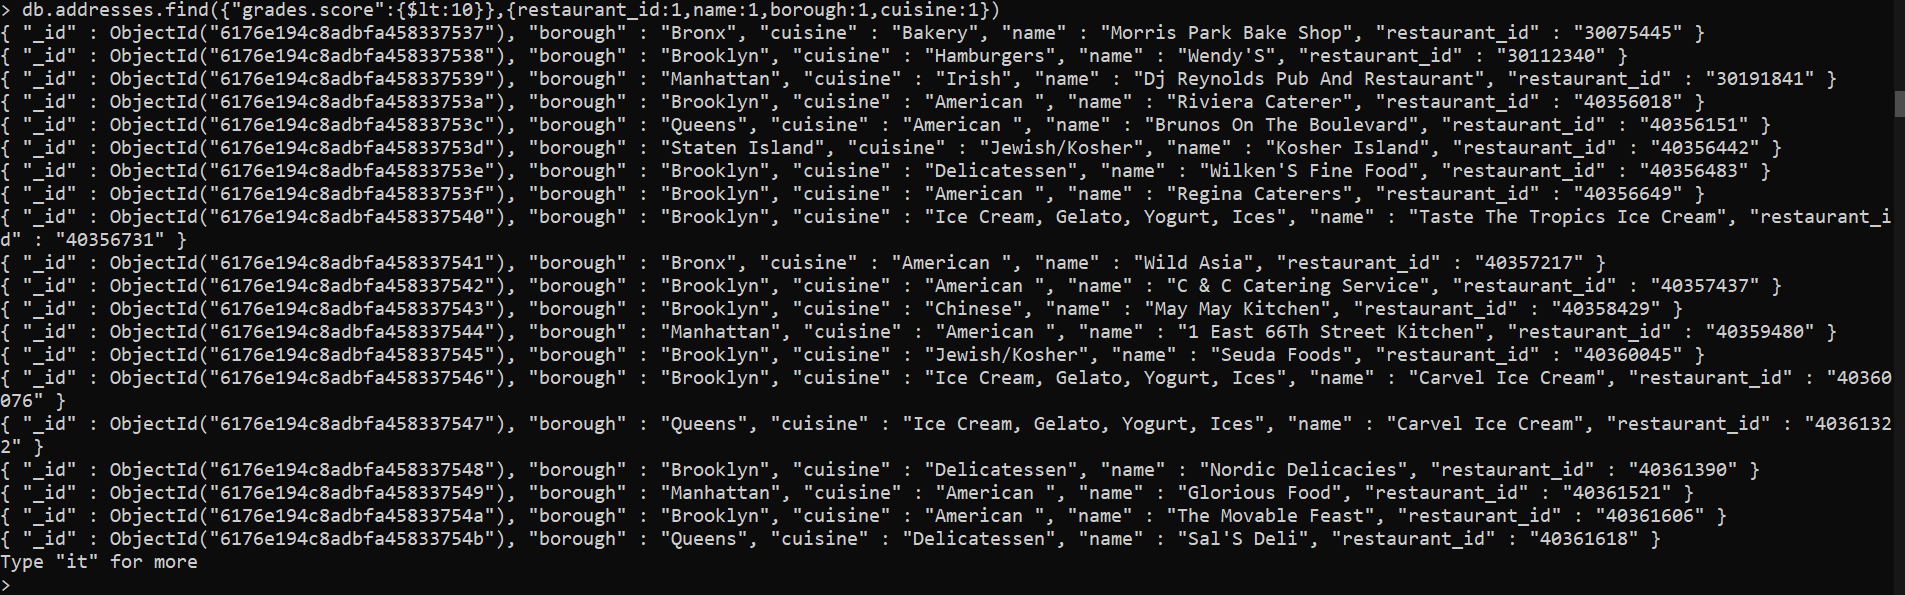 > db.addresses.find({"grades.score":{$lt:10}},{restaurant_id:1,name:1,borough:1,cuisine:1})
{ "_id" : ObjectId("6176e194c8adbfa458337537"), "borough" : "Bronx", "cuisine" : "Bakery", "name" : "Morris Park Bake Shop", "restaurant_id" : "30075445" }
{ "_id" : ObjectId("6176e194c8adbfa458337538"), "borough" : "Brooklyn", "cuisine" : "Hamburgers", "name" : "Wendy'S", "restaurant_id" : "30112340" }
{ "_id" : ObjectId("6176e194c8adbfa458337539"), "borough" : "Manhattan", "cuisine" : "Irish", "name" : "Dj Reynolds Pub And Restaurant", "restaurant_id" : "30191841" }
{ "_id" : ObjectId("6176e194c8adbfa45833753a"), "borough" : "Brooklyn", "cuisine" : "American ", "name" : "Riviera Caterer", "restaurant_id" : "40356018" }
{ "_id" : ObjectId("6176e194c8adbfa45833753c"), "borough" : "Queens", "cuisine" : "American ", "name" : "Brunos On The Boulevard", "restaurant_id" : "40356151" }
{ "_id" : ObjectId("6176e194c8adbfa45833753d"), "borough" : "Staten Island", "cuisine" : "Jewish/Kosher", "name" : "Kosher Island", "restaurant_id" : "40356442" }
{ "_id" : ObjectId("6176e194c8adbfa45833753e"), "borough" : "Brooklyn", "cuisine" : "Delicatessen", "name" : "Wilken'S Fine Food", "restaurant_id" : "40356483" }
{ "_id" : ObjectId("6176e194c8adbfa45833753f"), "borough" : "Brooklyn", "cuisine" : "American ", "name" : "Regina Caterers", "restaurant_id" : "40356649" }
{ "_id" : ObjectId("6176e194c8adbfa458337540"), "borough" : "Brooklyn", "cuisine" : "Ice Cream, Gelato, Yogurt, Ices", "name" : "Taste The Tropics Ice Cream", "restaurant_i
d" : "40356731" }
{ "_id" : ObjectId("6176e194c8adbfa458337541"), "borough" : "Bronx", "cuisine" : "American ", "name" : "Wild Asia", "restaurant_id" : "40357217" }
{ "_id" : ObjectId("6176e194c8adbfa458337542"), "borough" : "Brooklyn", "cuisine" : "American ", "name" : "C & C Catering Service", "restaurant_id" : "40357437" }
{ "_id" : ObjectId("6176e194c8adbfa458337543"), "borough" : "Brooklyn", "cuisine" : "Chinese", "name" : "May May Kitchen", "restaurant_id" : "40358429" }
{ "_id" : ObjectId("6176e194c8adbfa458337544"), "borough" : "Manhattan", "cuisine" : "American ", "name" : "1 East 66Th Street Kitchen", "restaurant_id" : "40359480" }
{ "_id" : ObjectId("6176e194c8adbfa458337545"), "borough" : "Brooklyn", "cuisine" : "Jewish/Kosher", "name" : "Seuda Foods", "restaurant_id" : "40360045" }
{ "_id" : ObjectId("6176e194c8adbfa458337546"), "borough" : "Brooklyn", "cuisine" : "Ice Cream, Gelato, Yogurt, Ices", "name" : "Carvel Ice Cream", "restaurant_id" : "40360
076" }
{ "_id" : ObjectId("6176e194c8adbfa458337547"), "borough" : "Queens", "cuisine" : "Ice Cream, Gelato, Yogurt, Ices", "name" : "Carvel Ice Cream", "restaurant_id" : "4036132
2" }
{ "_id" : ObjectId("6176e194c8adbfa458337548"), "borough" : "Brooklyn", "cuisine" : "Delicatessen", "name" : "Nordic Delicacies", "restaurant_id" : "40361390" }
{ "_id" : ObjectId("6176e194c8adbfa458337549"), "borough" : "Manhattan", "cuisine" : "American ", "name" : "Glorious Food", "restaurant_id" : "40361521" }
{ "_id" : ObjectId("6176e194c8adbfa45833754a"), "borough" : "Brooklyn", "cuisine" : "American ", "name" : "The Movable Feast", "restaurant_id" : "40361606" }
{ "_id" : ObjectId("6176e194c8adbfa45833754b"), "borough" : "Queens", "cuisine" : "Delicatessen", "name" : "Sal'S Deli", "restaurant_id" : "40361618" }
Type "it" for more
>